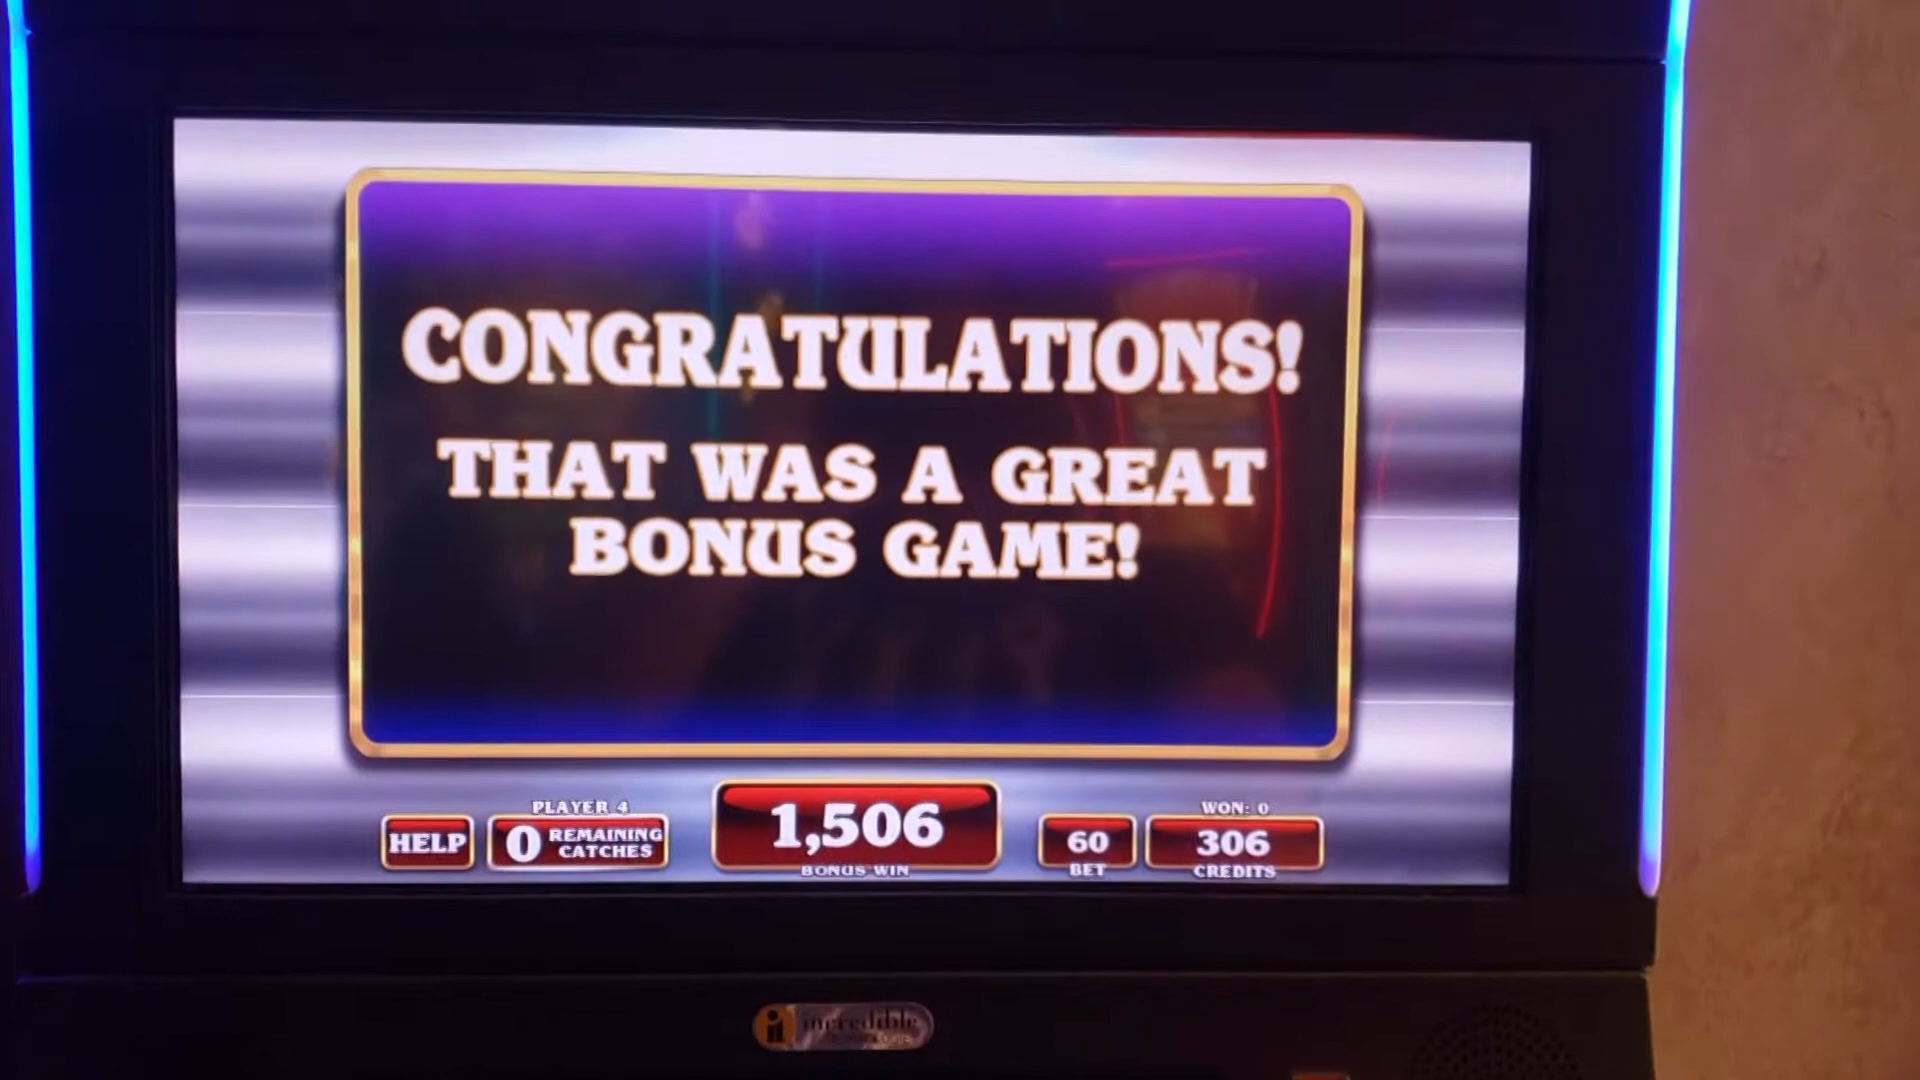 CONGRATULATIONS!
THAT WAS A GREAT
BONUS GAME!
HELP
PLAYER 4
0 REMAINING
CATCHES
1,506
BONUS WIN
60
BET
WON: 0
306
CREDITS
incredible